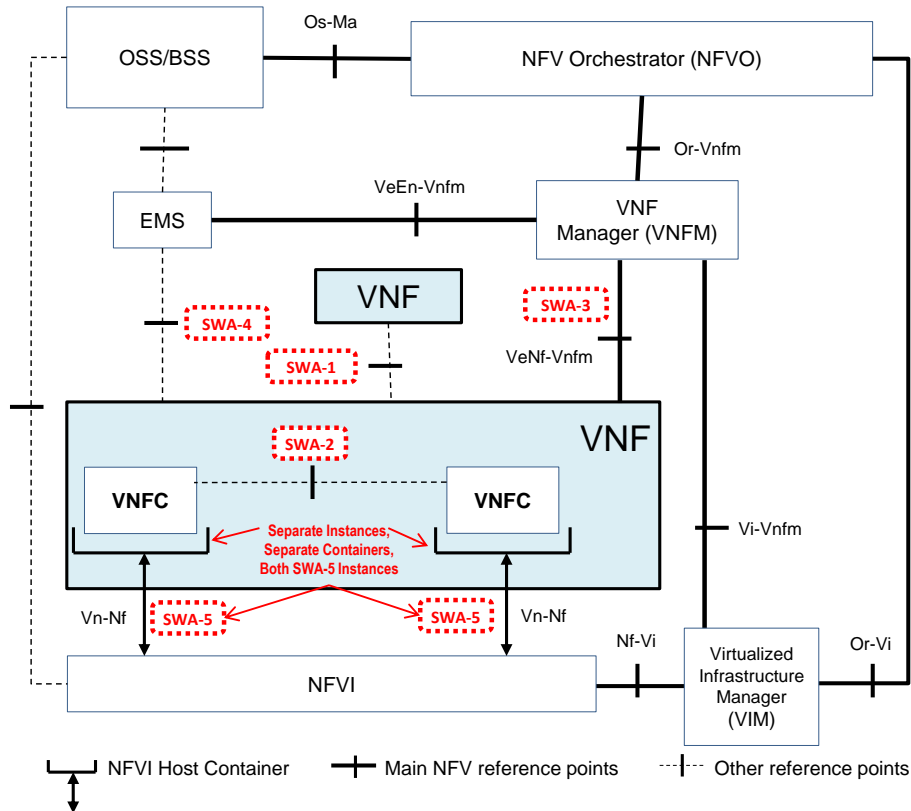 Os-Ma
OSS/BSS
NFV Orchestrator (NFVO)
Or-Vnfm
VeEn-Vnfm
EMS
VNF
Manager (VNFM)
VNF
SWA-3
SWA-4
SWA-1
VeNf-Vnfm
SWA-2
VNF
VNFC
VNFC
Separate Instances,
Separate Containers,
Both SWA-5 Instances
Vi-Vnfm
Vn-Nf
SWA-5
SWA-5
Vn-Nf
Nf-Vi
Or-Vi
NFVI
Virtualized
Infrastructure
Manager
(VIM)
NFVI Host Container
Main NFV reference points
Other reference points